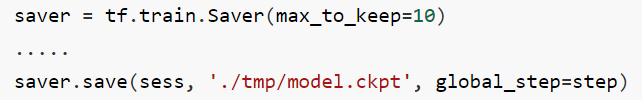 saver = tf.train.Saver(max_to_keep=10)
.....
saver.save(sess, './tmp/model.ckpt', global_step=step)